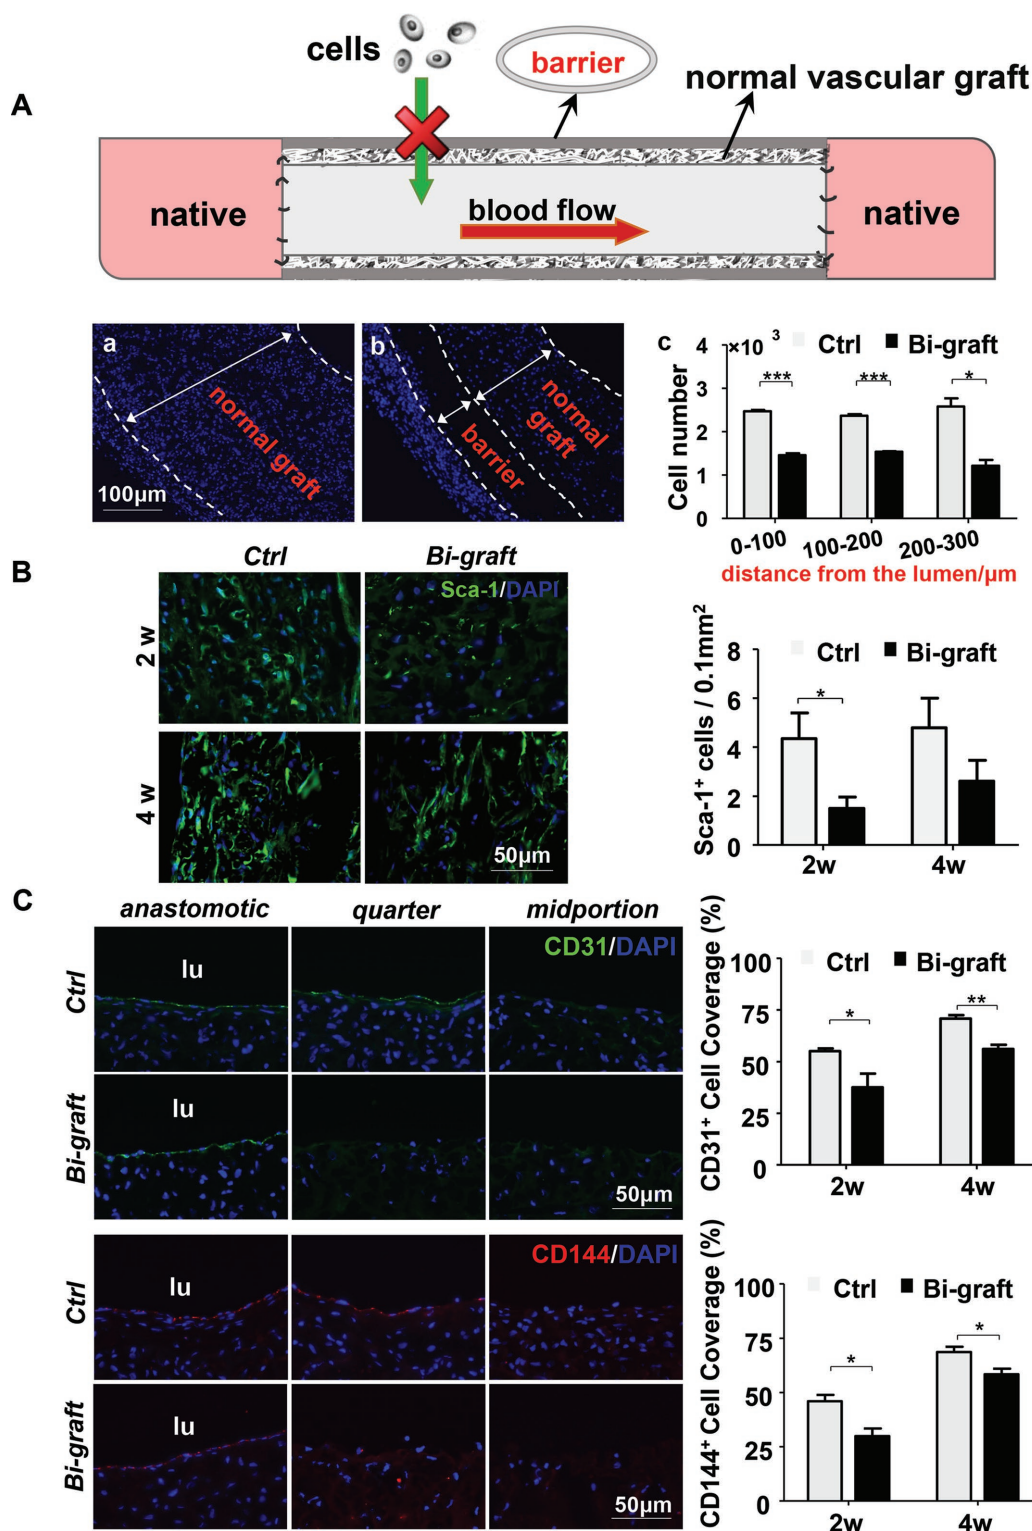 A
cells
barrier
normal vascular graft
native
blood flow
native
a
normal graft
100μm
b
barrier
normal
graft
c
×10 3
Ctrl
Bi-graft
***
***
*
Cell number
4
3
2
1
0
0-100
100-200
200-300
distance from the lumen/μm
B
Ctrl
Bi-graft
Sca-1/DAPI
2 w
4 w
50μm
Ctrl
Bi-graft
*
Sca-1+ cells / 0.1mm²
8
6
4
2
0
2w
4w
C
anastomotic
quarter
midportion
Ctrl
lu
CD31/DAPI
Bi-graft
lu
50μm
CD31+ Cell Coverage (%)
100
75
50
25
0
Ctrl
Bi-graft
*
**
2w
4w
Ctrl
lu
CD144/DAPI
Bi-graft
lu
50μm
CD144+ Cell Coverage (%)
100
75
50
25
0
Ctrl
Bi-graft
*
*
2w
4w